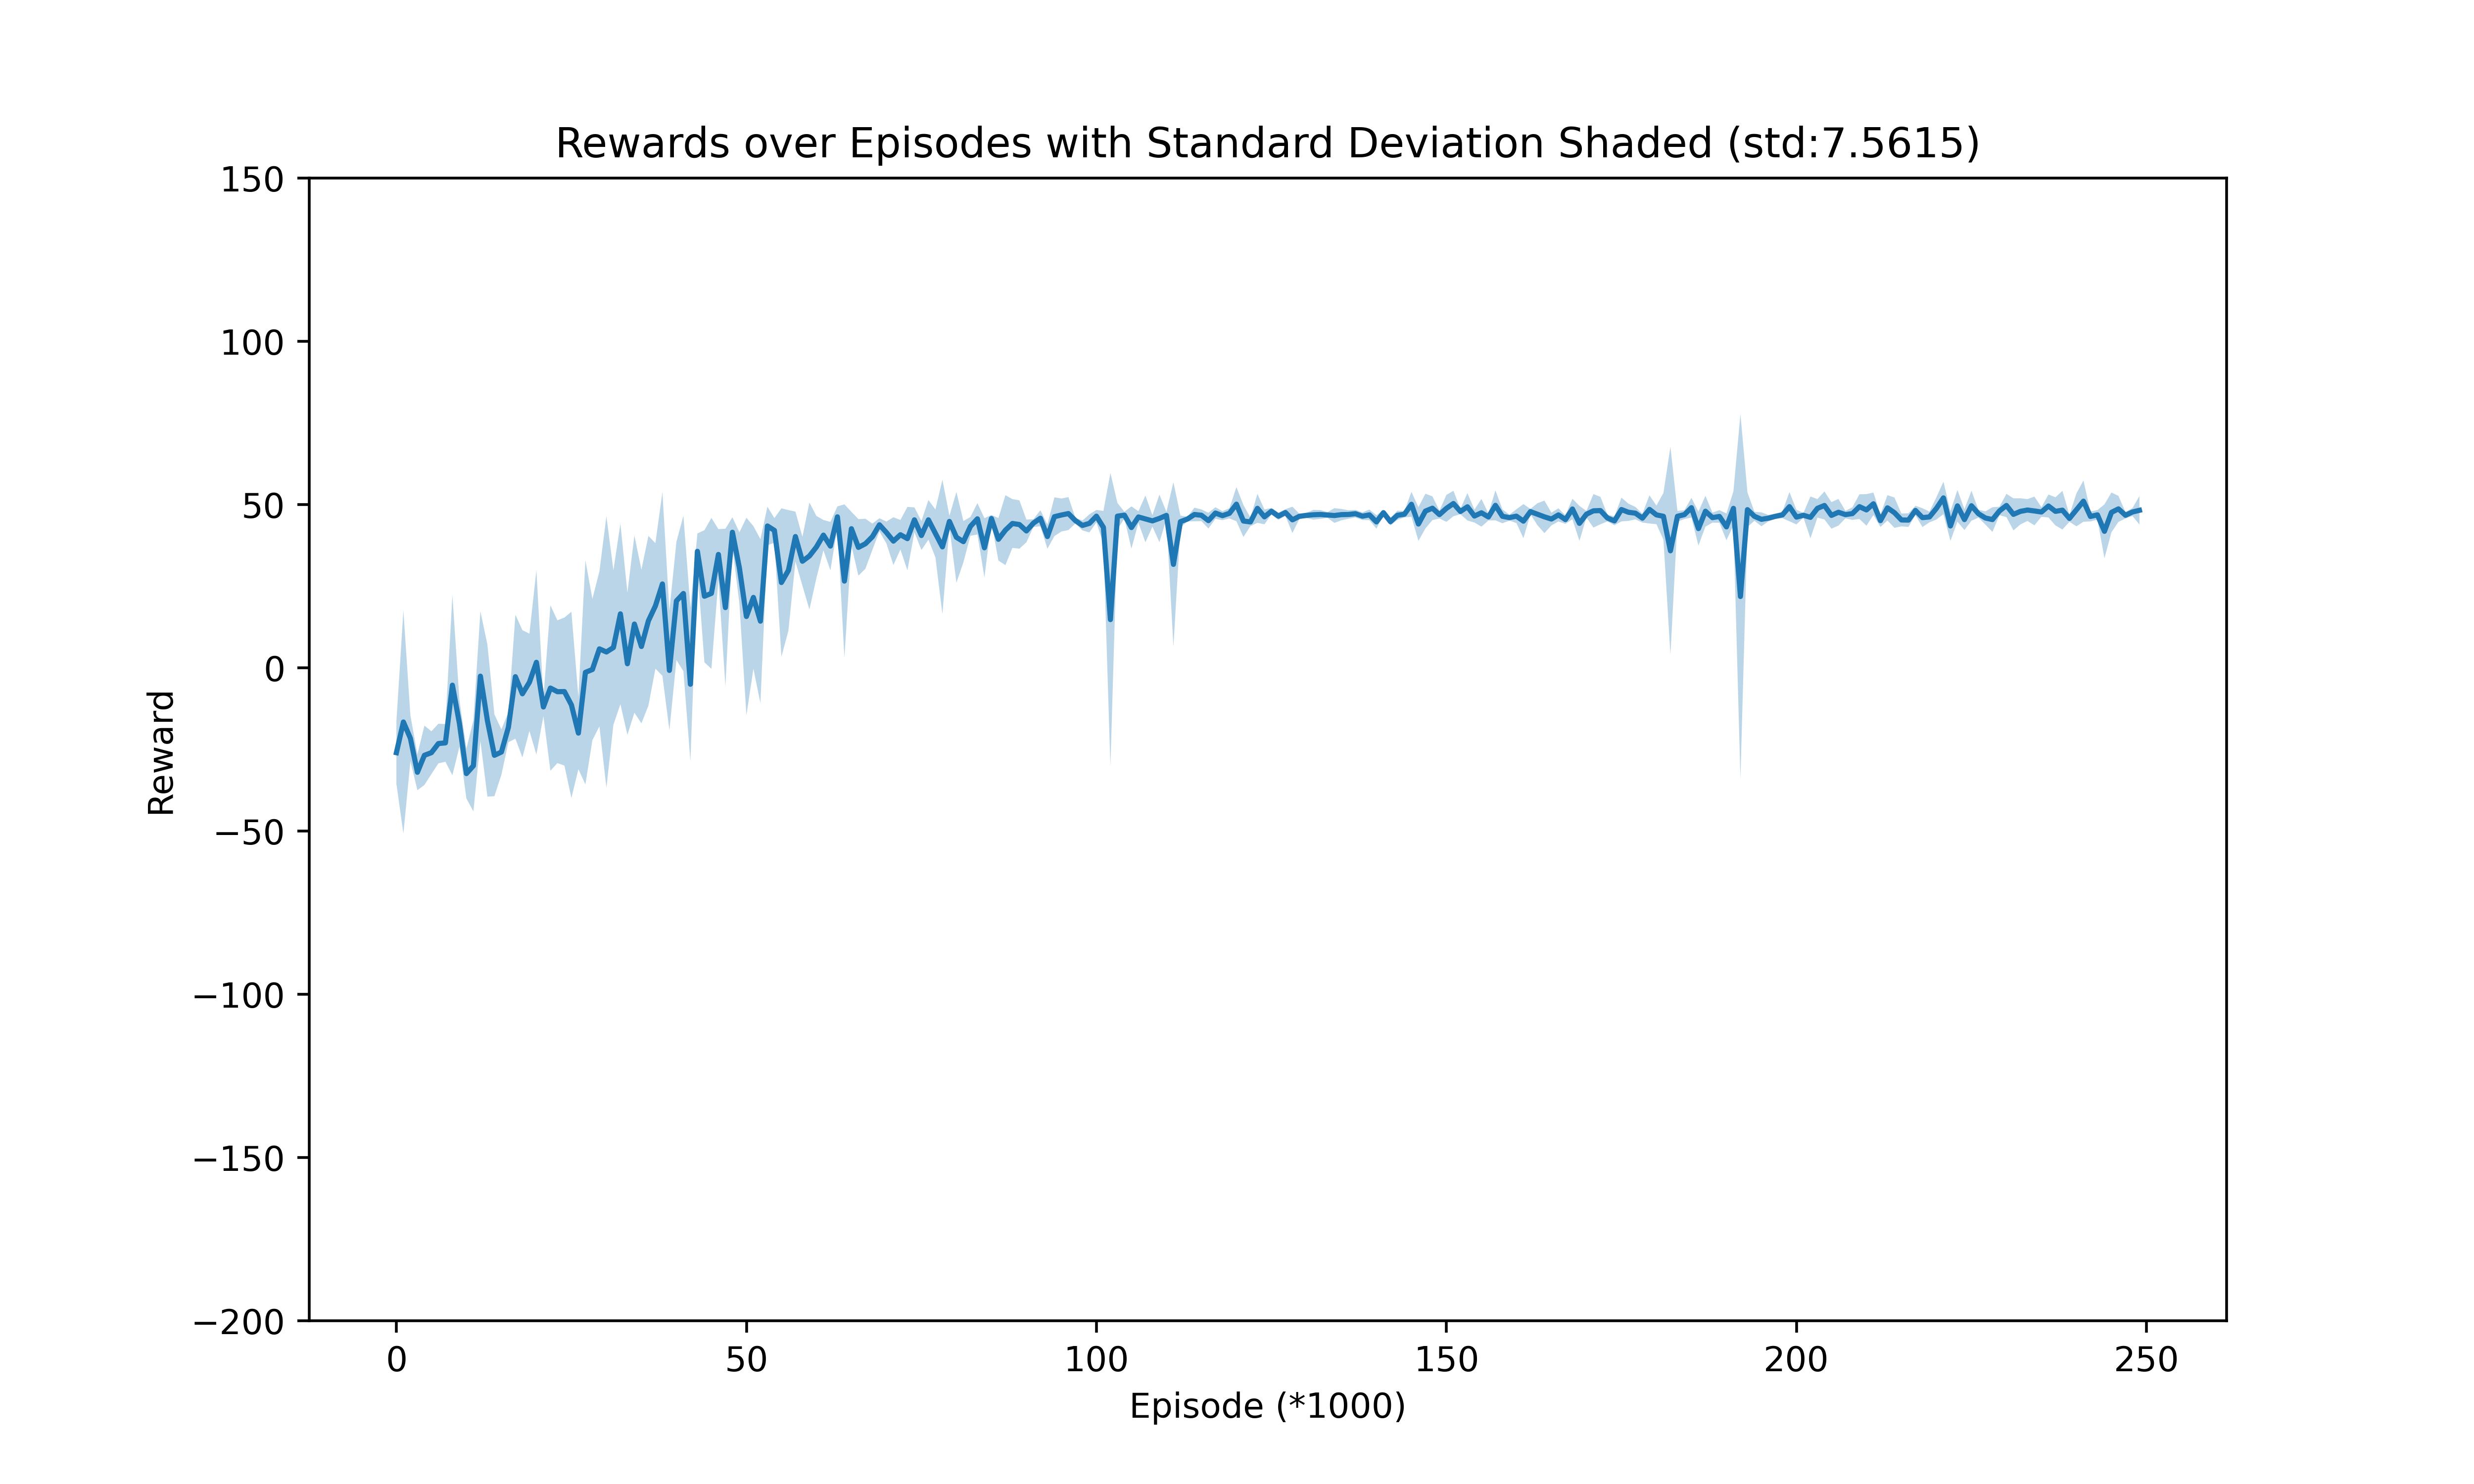 Rewards over Episodes with Standard Deviation Shaded (std:7.5615)
150
100
50
0
−50
−100
−150
−200
Reward
0 50 100 150 200 250
Episode (*1000)